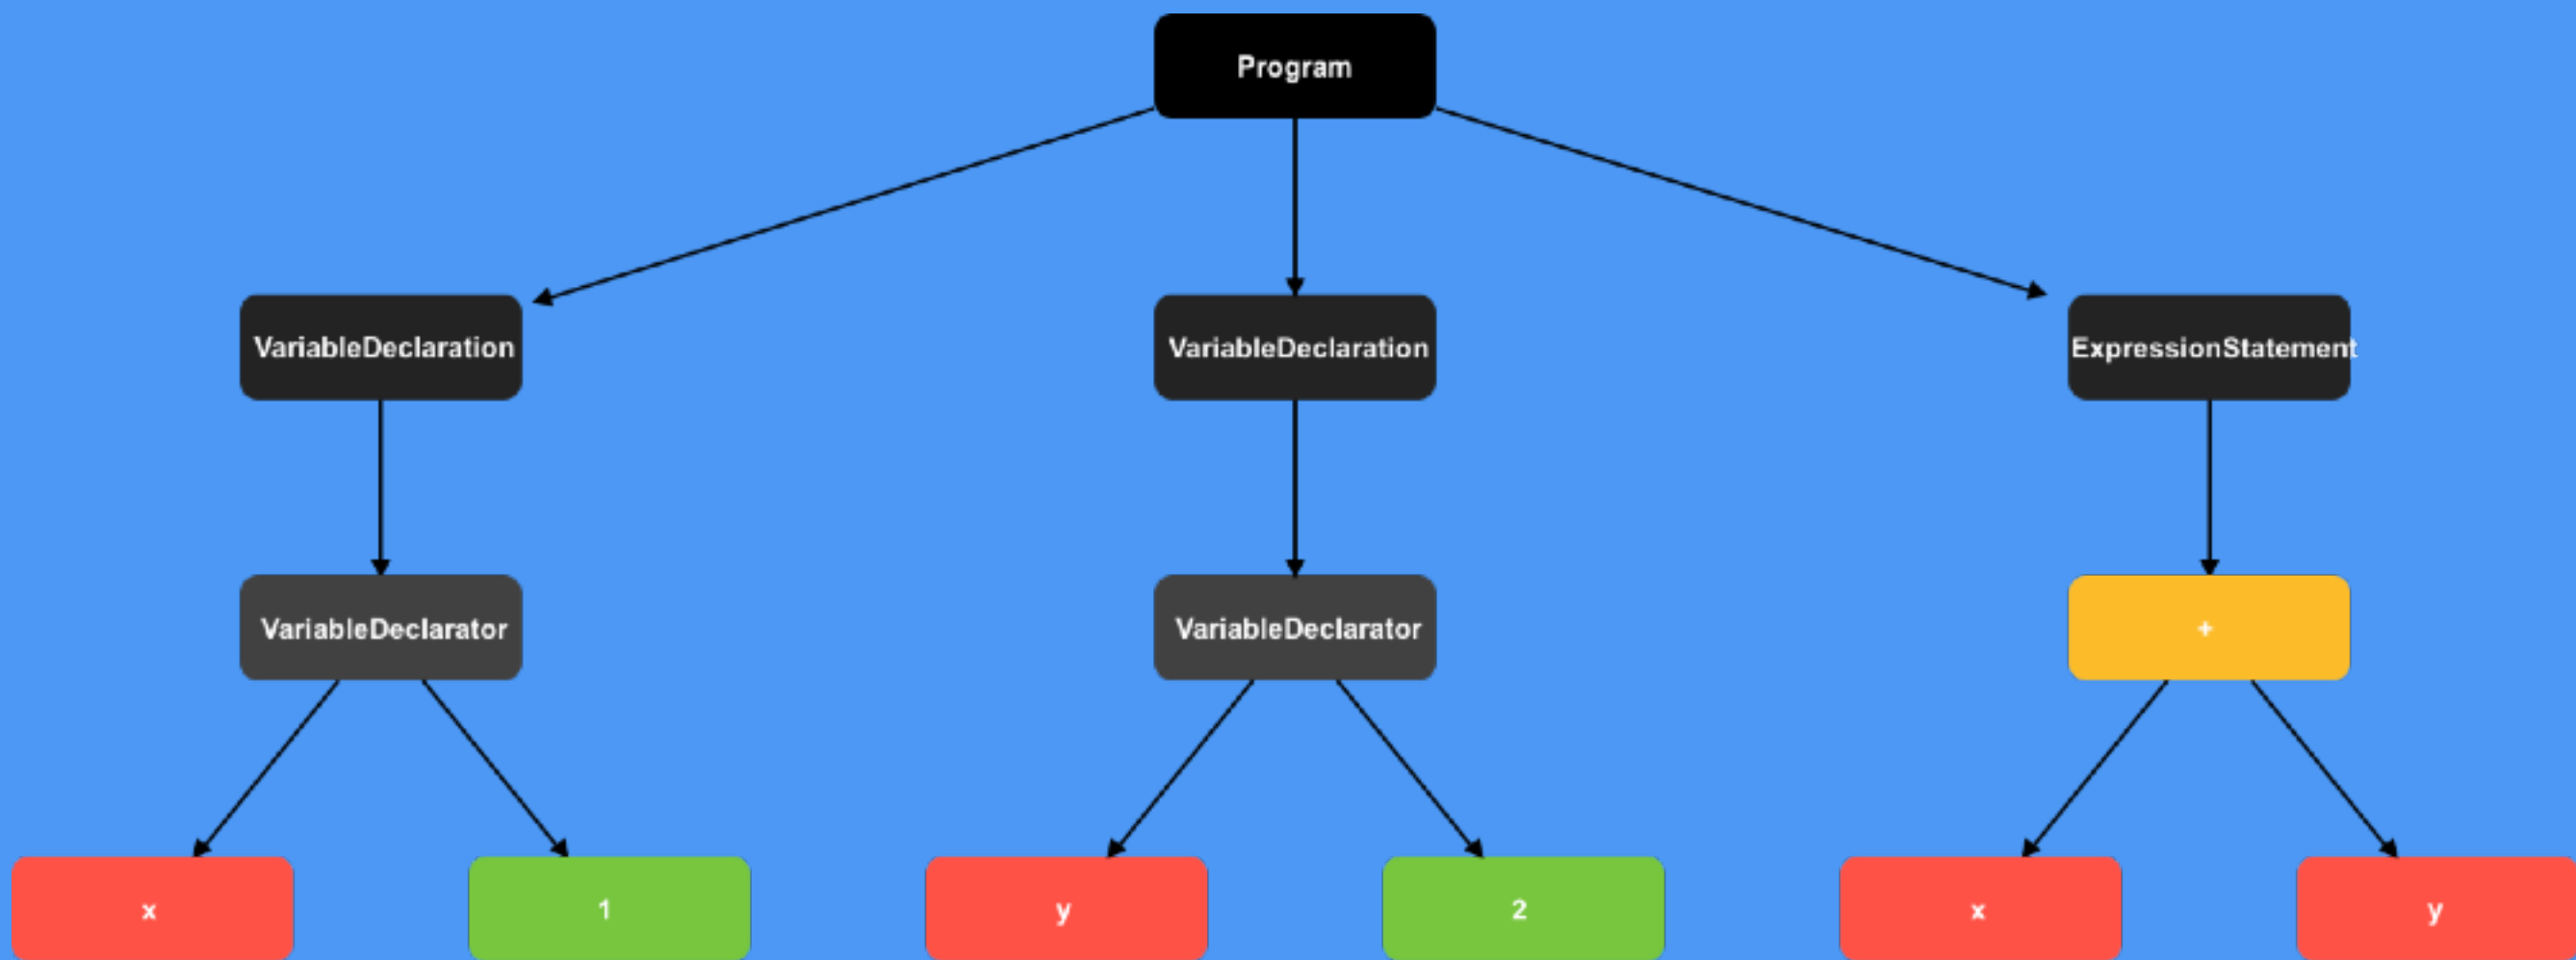 Program
VariableDeclaration
VariableDeclaration
ExpressionStatement
VariableDeclarator
VariableDeclarator
+
x
1
y
2
x
y